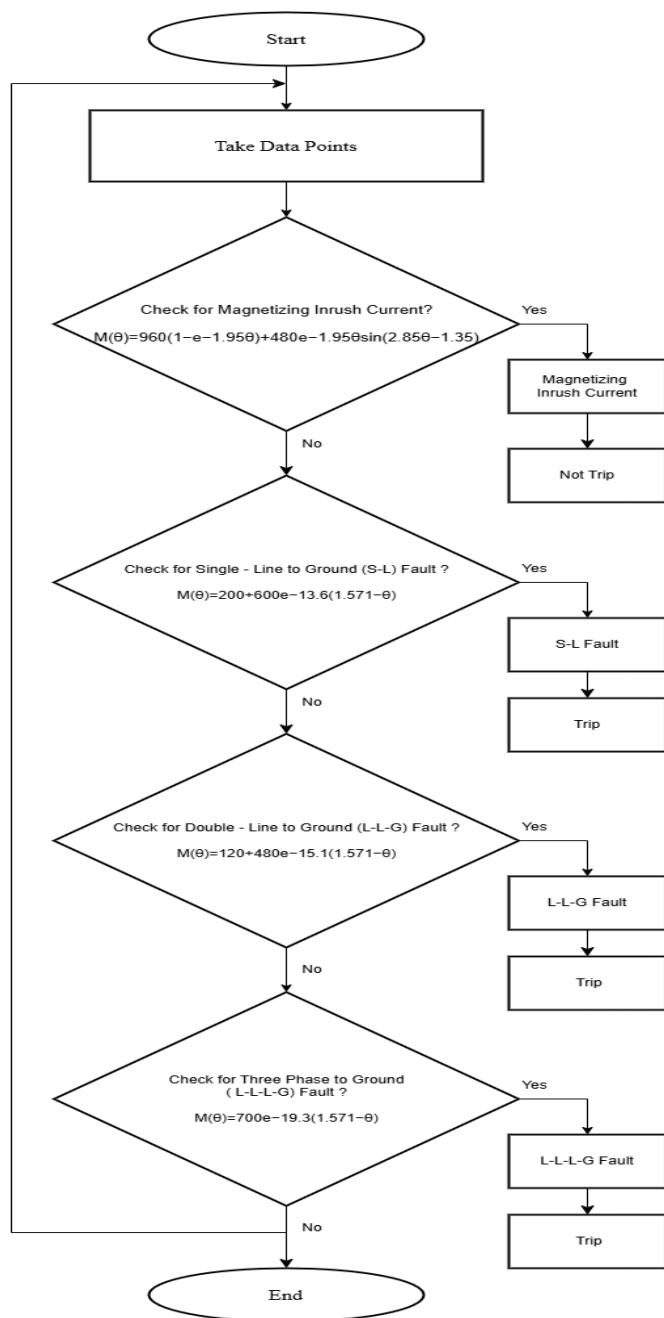 Start
Take Data Points
Check for Magnetizing Inrush Current?
M(θ)=960(1−e−1.95θ)+480e−1.95θsin(2.85θ−1.35)
Yes
Magnetizing
Inrush Current
Not Trip
No
Check for Single - Line to Ground (S-L) Fault ?
M(θ)=200+600e−13.6(1.571−θ)
Yes
S-L Fault
Trip
No
Check for Double - Line to Ground (L-L-G) Fault ?
M(θ)=120+480e−15.1(1.571−θ)
Yes
L-L-G Fault
Trip
No
Check for Three Phase to Ground
( L-L-L-G) Fault ?
M(θ)=700e−19.3(1.571−θ)
Yes
L-L-L-G Fault
Trip
No
End